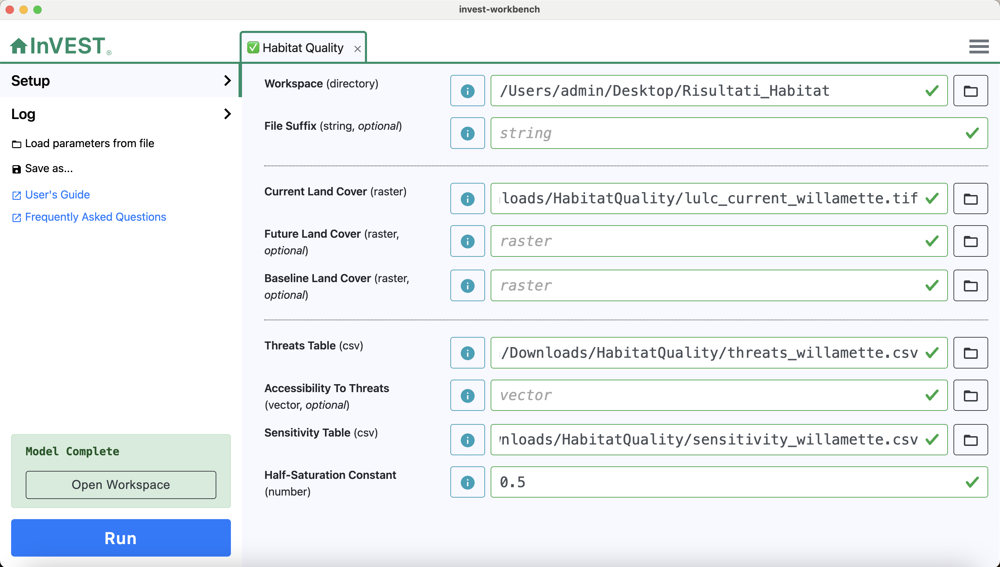 invest-workbench
InVEST®
✅ Habitat Quality ×
Setup
Log
Load parameters from file
Save as...
User's Guide
Frequently Asked Questions
Model Complete
Open Workspace
Run
Workspace (directory)
/Users/admin/Desktop/Risultati_Habitat
File Suffix (string, optional)
string
Current Land Cover (raster)
loads/HabitatQuality/lulc_current_willamette.tif
Future Land Cover (raster,
optional)
raster
Baseline Land Cover (raster,
optional)
raster
Threats Table (csv)
/Downloads/HabitatQuality/threats_willamette.csv
Accessibility To Threats
(vector, optional)
vector
Sensitivity Table (csv)
nloads/HabitatQuality/sensitivity_willamette.csv
Half-Saturation Constant
(number)
0.5